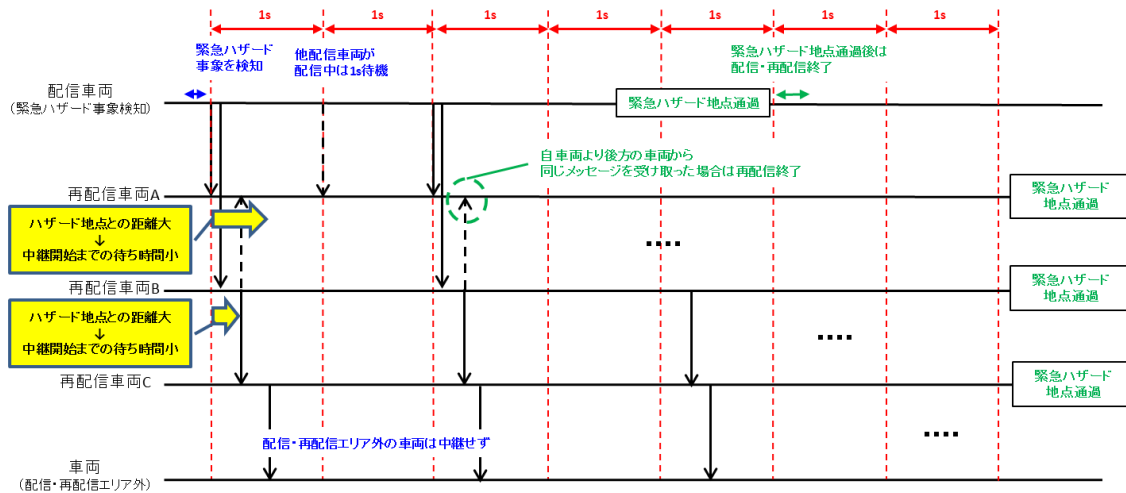 1s
1s
1s
1s
1s
1s
1s
緊急ハザード
事象を検知
他配信車両が
配信中は1s待機
緊急ハザード地点通過後は
配信・再配信終了
配信車両
(緊急ハザード事象検知)
緊急ハザード地点通過
自車両より後方の車両から
同じメッセージを受け取った場合は再配信終了
再配信車両A
緊急ハザード
地点通過
ハザード地点との距離大
↓
中継開始までの待ち時間小
再配信車両B
緊急ハザード
地点通過
ハザード地点との距離大
↓
中継開始までの待ち時間小
再配信車両C
緊急ハザード
地点通過
配信・再配信エリア外の車両は中継せず
車両
(配信・再配信エリア外)